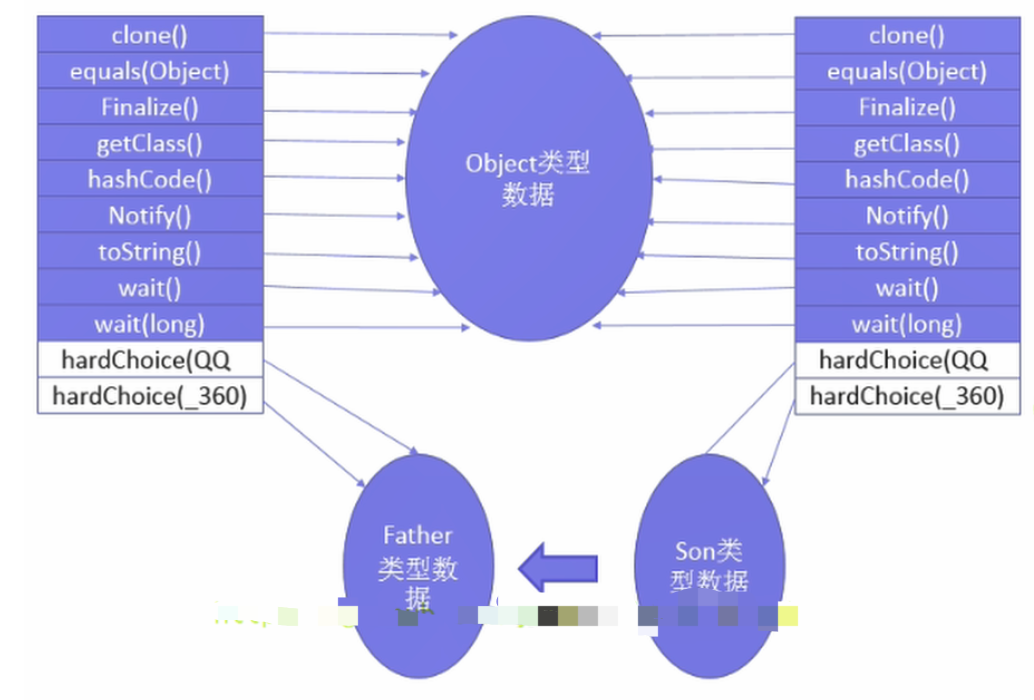 clone()
equals(Object)
Finalize()
getClass()
hashCode()
Notify()
toString()
wait()
wait(long)
hardChoice(QQ
hardChoice(_360)
Object类型
数据
clone()
equals(Object)
Finalize()
getClass()
hashCode()
Notify()
toString()
wait()
wait(long)
hardChoice(QQ
hardChoice(_360)
Father
类型数
据
Son类
型数据